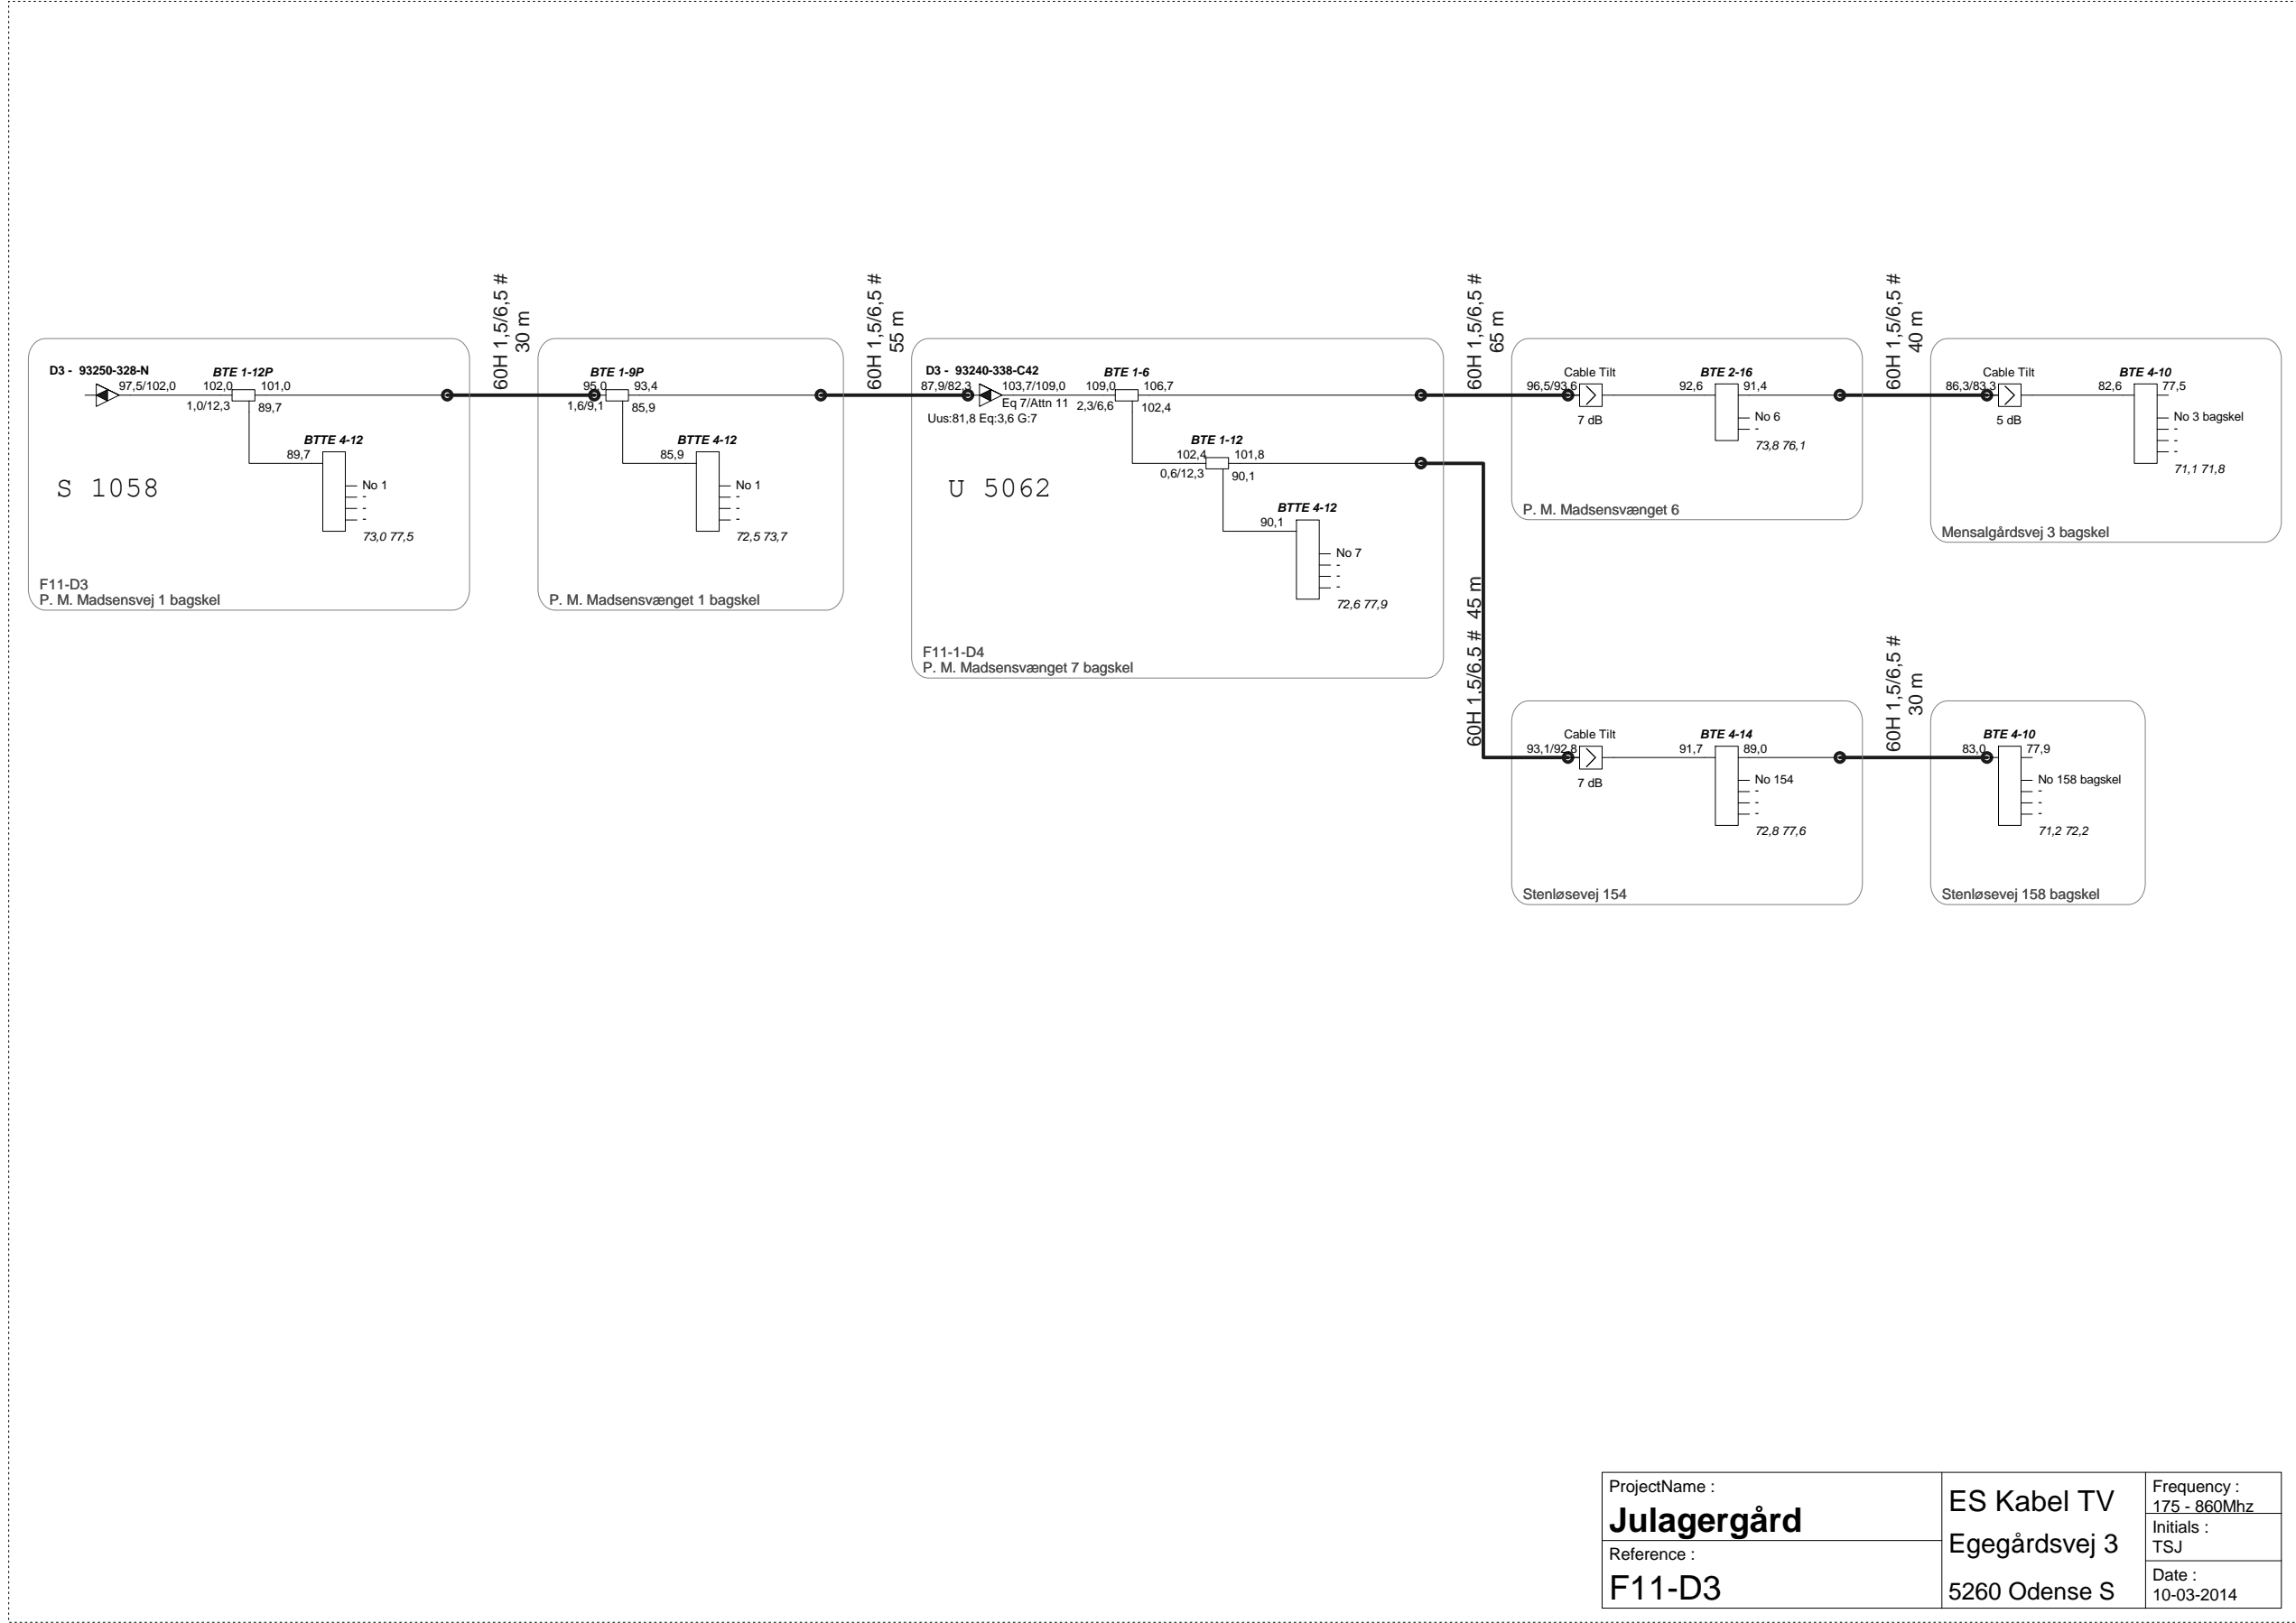 60H 1,5/6,5 #
30 m
60H 1,5/6,5 #
55 m
60H 1,5/6,5 #
65 m
60H 1,5/6,5 #
40 m
D3 - 93250-328-N
97,5/102,0
BTE 1-12P
102,0 101,0
1,0/12,3 89,7
BTTE 4-12
89,7
No 1
-
-
-
73,0 77,5
S 1058
F11-D3
P. M. Madsensvej 1 bagskel
BTE 1-9P
95,0 93,4
1,6/9,1 85,9
BTTE 4-12
85,9
No 1
-
-
-
72,5 73,7
P. M. Madsensvænget 1 bagskel
D3 - 93240-338-C42
87,9/82,3 103,7/109,0
Eq 7/Attn 11
Uus:81,8 Eq:3,6 G:7
BTE 1-6
109,0 106,7
2,3/6,6 102,4
BTE 1-12
102,4 101,8
0,6/12,3 90,1
U 5062
BTTE 4-12
90,1
No 7
-
-
-
72,6 77,9
F11-1-D4
P. M. Madsensvænget 7 bagskel
Cable Tilt
96,5/93,6
7 dB
BTE 2-16
92,6 91,4
No 6
-
73,8 76,1
P. M. Madsensvænget 6
Cable Tilt
86,3/83,3
5 dB
BTE 4-10
82,6 77,5
No 3 bagskel
-
-
-
71,1 71,8
Mensalgårdsvej 3 bagskel
60H 1,5/6,5 # 45 m
Cable Tilt
93,1/92,8
7 dB
BTE 4-14
91,7 89,0
No 154
-
-
-
72,8 77,6
Stenløsevej 154
60H 1,5/6,5 #
30 m
BTE 4-10
83,0 77,9
No 158 bagskel
-
-
-
71,2 72,2
Stenløsevej 158 bagskel
ProjectName :
Julagergård
Reference :
F11-D3
ES Kabel TV
Egegårdsvej 3
5260 Odense S
Frequency :
175 - 860Mhz
Initials :
TSJ
Date :
10-03-2014